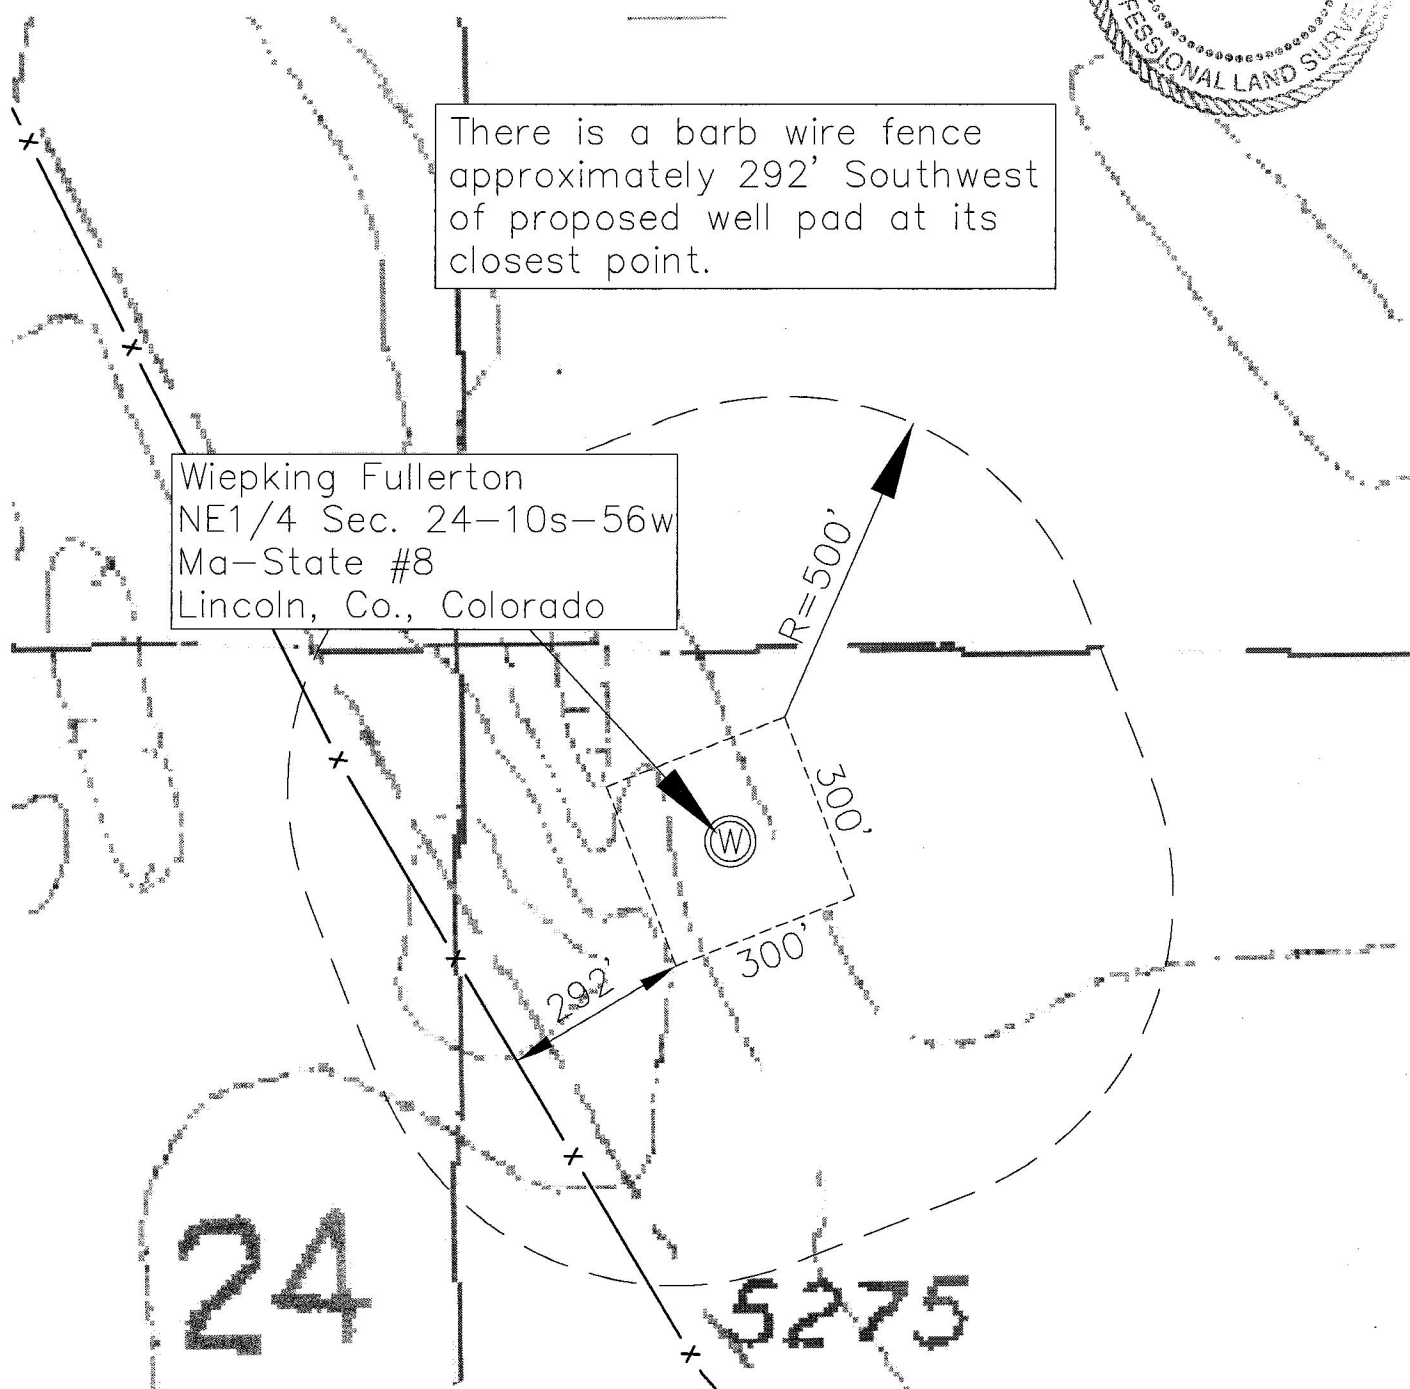 FESSIONAL LAND SURVE
There is a barb wire fence
approximately 292' Southwest
of proposed well pad at its
closest point.
Wiepking Fullerton
NE1/4 Sec. 24-10s-56w
Ma-State #8
Lincoln, Co., Colorado
R=500'
300'
W
300'
292'
24
5275